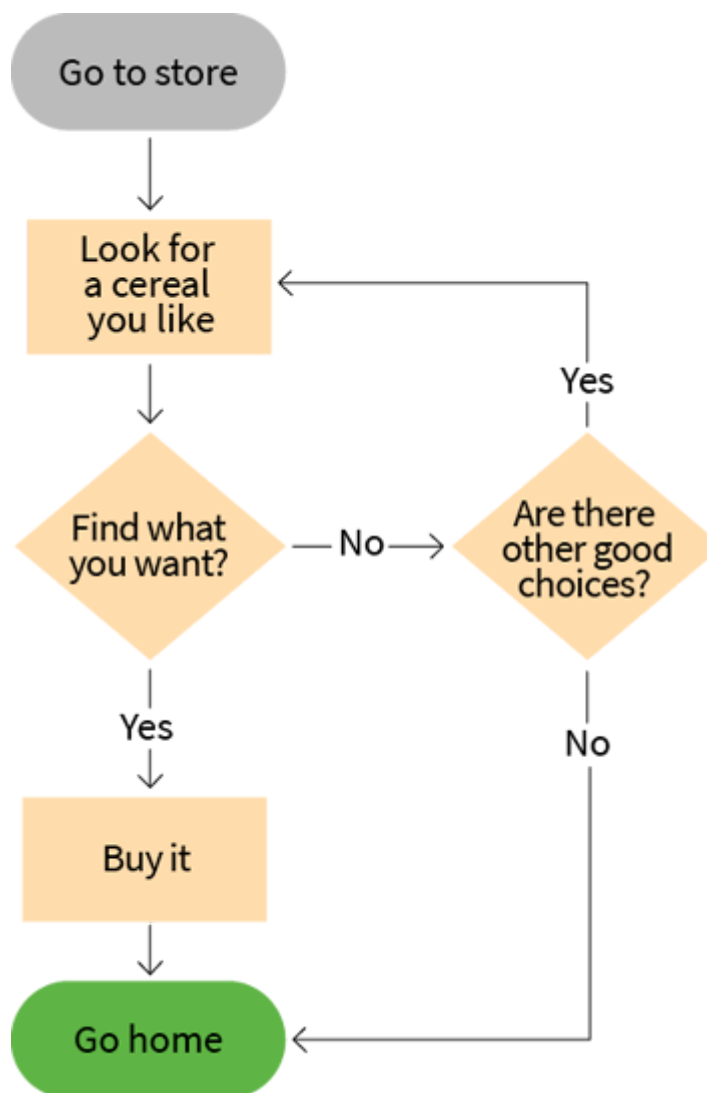 Go to store
Look for
a cereal
you like
Yes
Find what
you want?
No
Are there
other good
choices?
Yes
No
Buy it
Go home